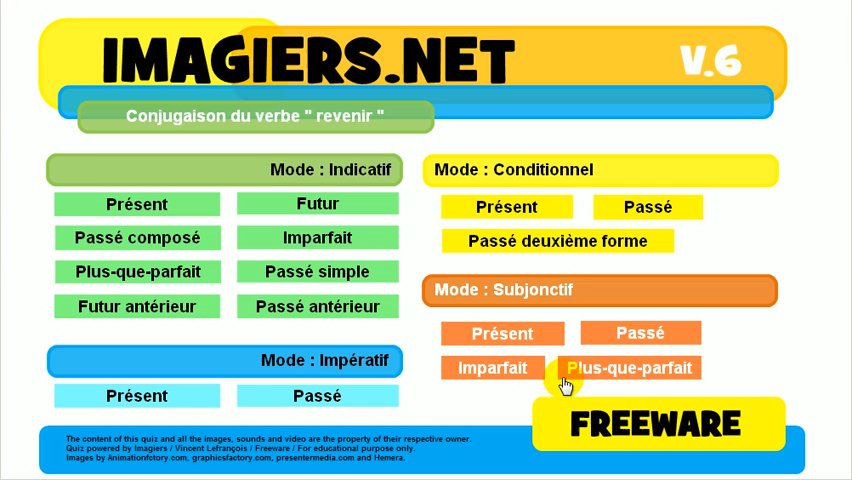 IMAGIERS.NET
V.6
Conjugaison du verbe " revenir "
Mode : Indicatif
Présent
Futur
Passé composé
Imparfait
Plus-que-parfait
Passé simple
Futur antérieur
Passé antérieur
Mode : Impératif
Présent
Passé
Mode : Conditionnel
Présent
Passé
Passé deuxième forme
Mode : Subjonctif
Présent
Passé
Imparfait
Plus-que-parfait
FREEWARE
The content of this quiz and all the images, sounds and video are the property of their respective owner.
Quiz powered by Imagiers / Vincent Lefrançois / Freeware / For educational purpose only.
Images by Animationfctory.com, graphicsfactory.com, presentermedia.com and Hemera.